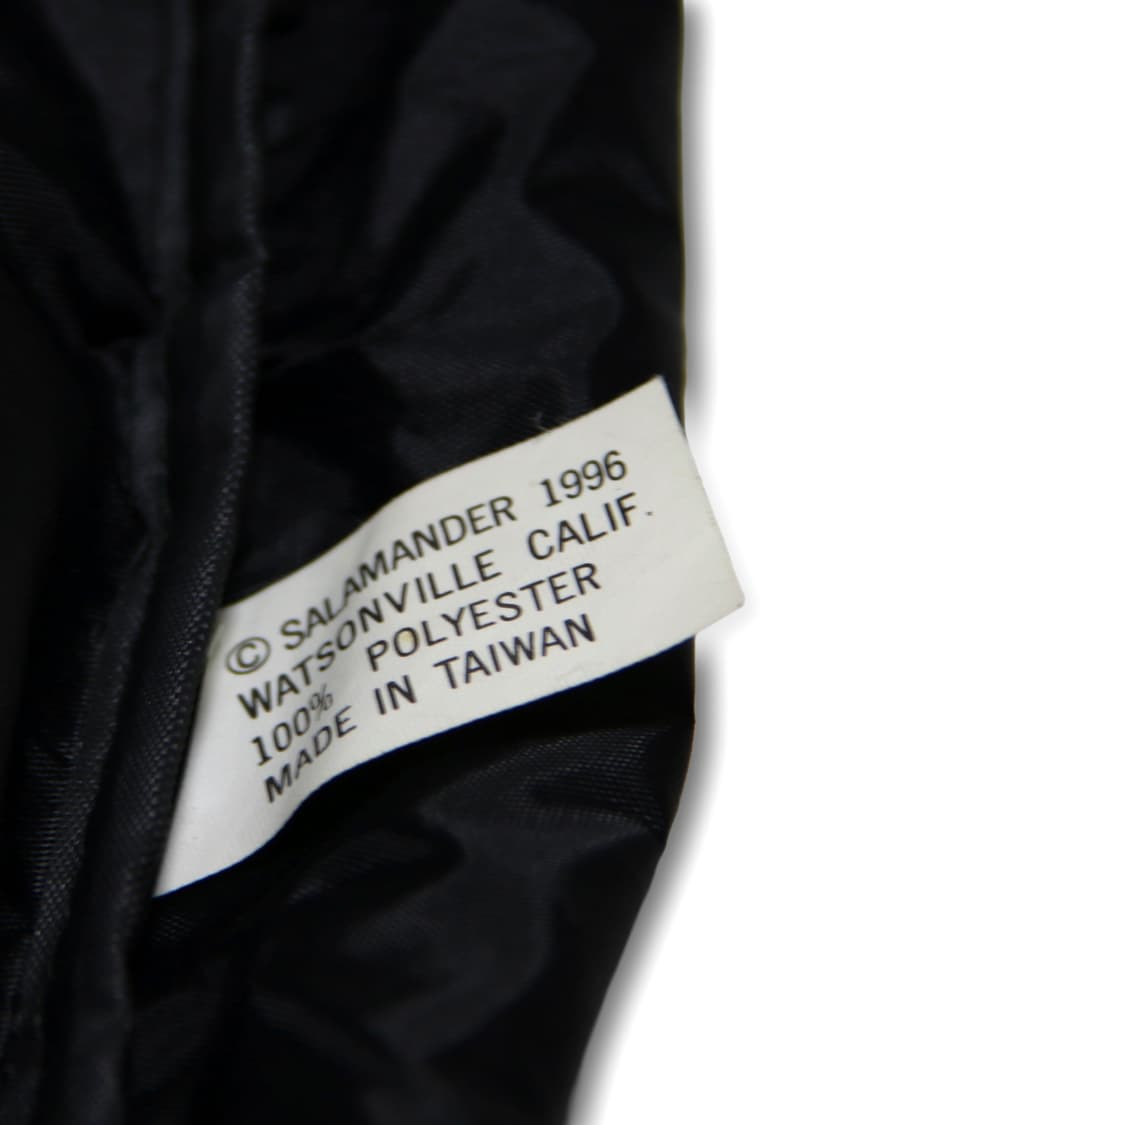 © SALAMANDER 1996
WATSONVILLE CALIF.
100% POLYESTER
MADE IN TAIWAN